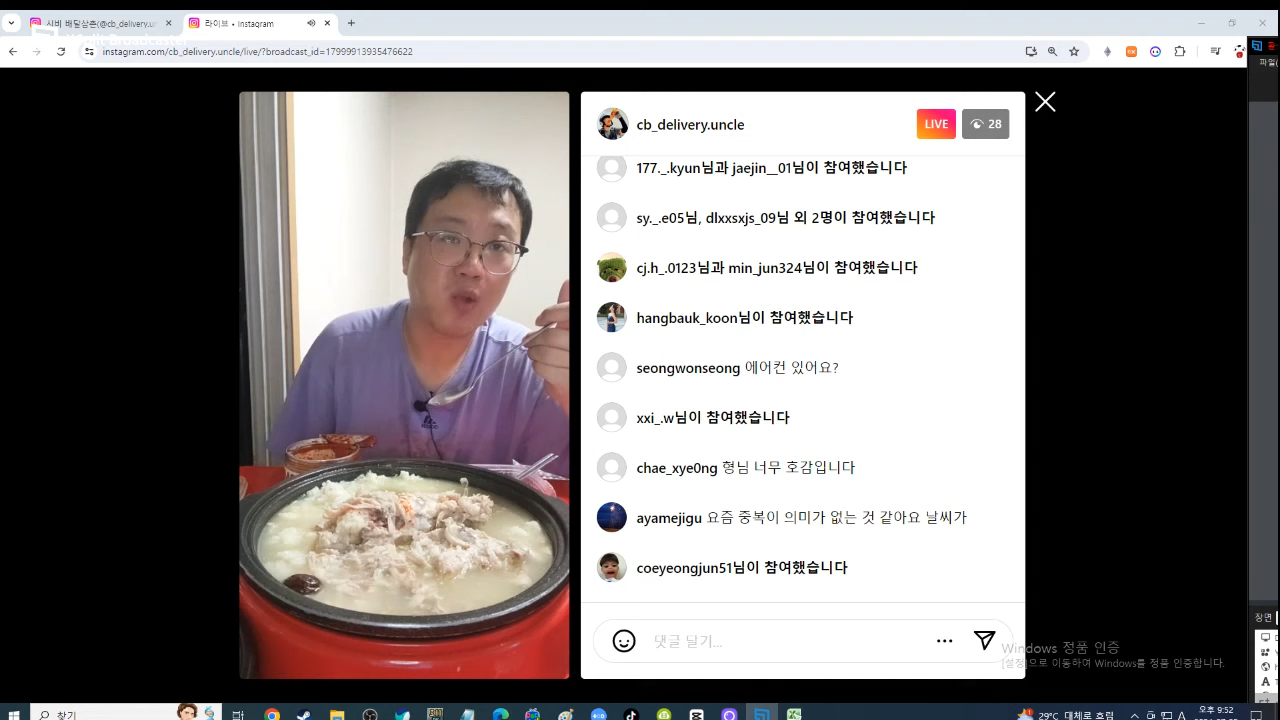 시비 배달삼촌(@cb_delivery.ur
라이브 • Instagram
instagram.com/cb_delivery.uncle/live/?broadcast_id=17999913935476622
파일(
cb_delivery.uncle
LIVE
28
177._.kyun님과 jaejin__01님이 참여했습니다
sy._.e05님, dlxxsxjs_09님 외 2명이 참여했습니다
cj.h_.0123님과 min_jun324님이 참여했습니다
hangbauk_koon님이 참여했습니다
seongwonseong 에어컨 있어요?
xxi_.w님이 참여했습니다
chae_xye0ng 형님 너무 호감입니다
ayamejigu 요즘 중복이 의미가 없는 것 같아요 날씨가
coeyeongjun51님이 참여했습니다
댓글 달기...
장면
Windows 정품 인증
[설정]으로 이동하여 Windows를 정품 인증합니다.
찾기
29°C 대체로 흐림
오후 9:52